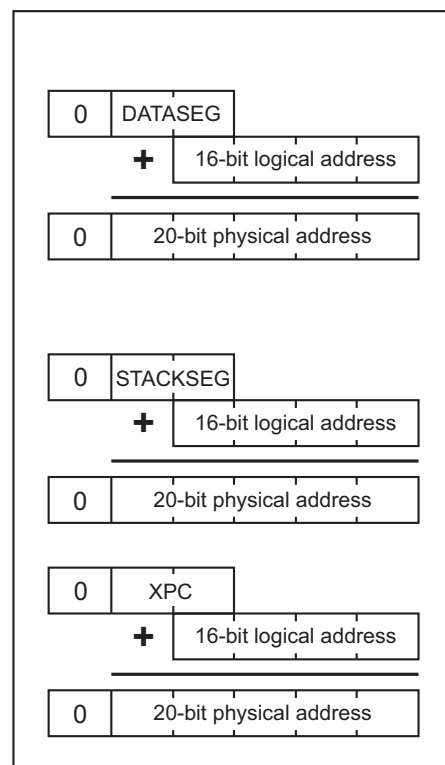 0 DATASEG
+ 16-bit logical address
0 20-bit physical address
0 STACKSEG
+ 16-bit logical address
0 20-bit physical address
0 XPC
+ 16-bit logical address
0 20-bit physical address